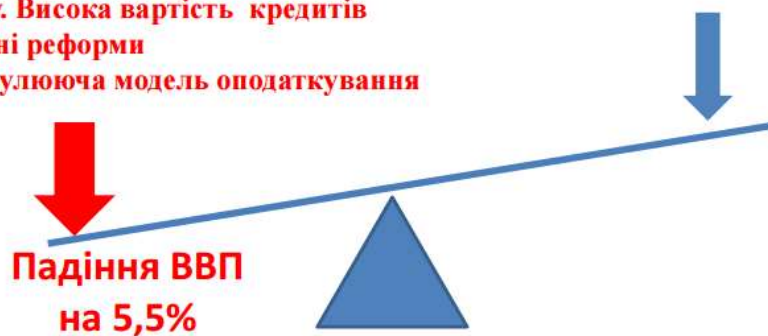 . Висока вартість кредитів
ні реформи
улююча модель оподаткування
Падіння ВВП
на 5,5%